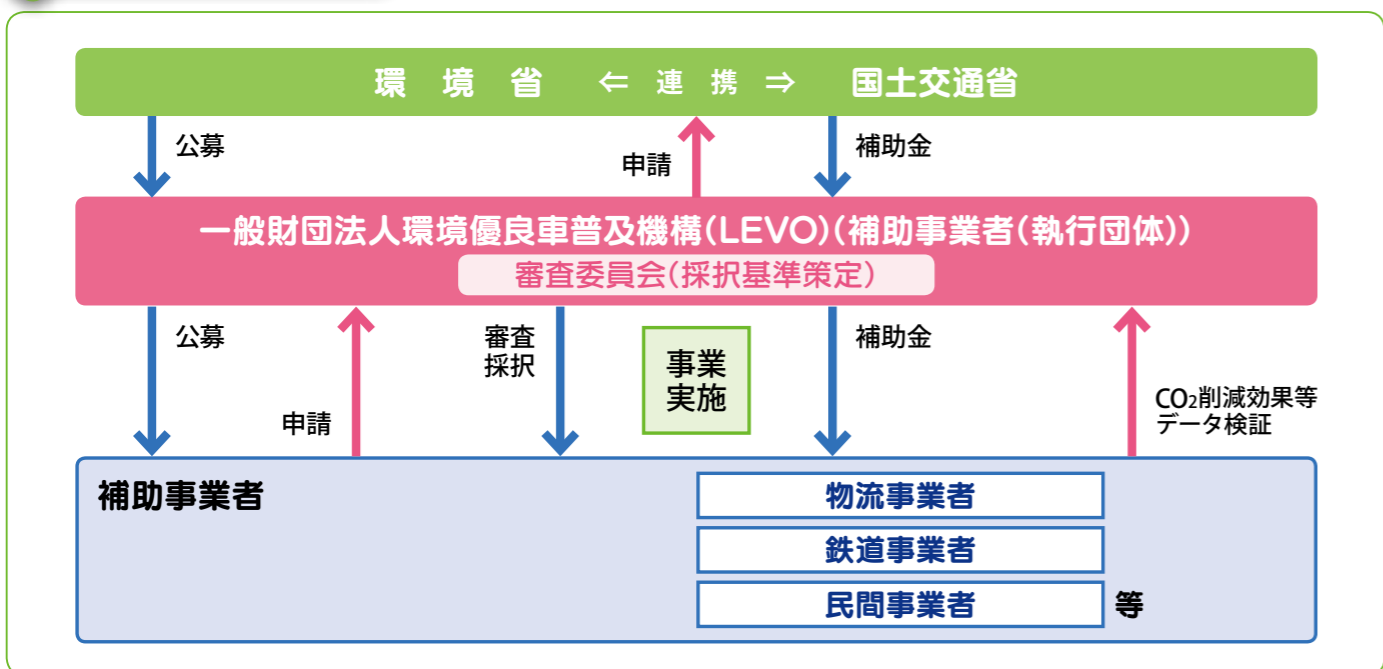 環境省 ⇐ 連携 ⇒ 国土交通省
公募
申請
補助金
一般財団法人環境優良車普及機構(LEVO)(補助事業者(執行団体))
審査委員会(採択基準策定)
公募
申請
審査
採択
事業
実施
補助金
CO₂削減効果等
データ検証
補助事業者
物流事業者
鉄道事業者
民間事業者 等